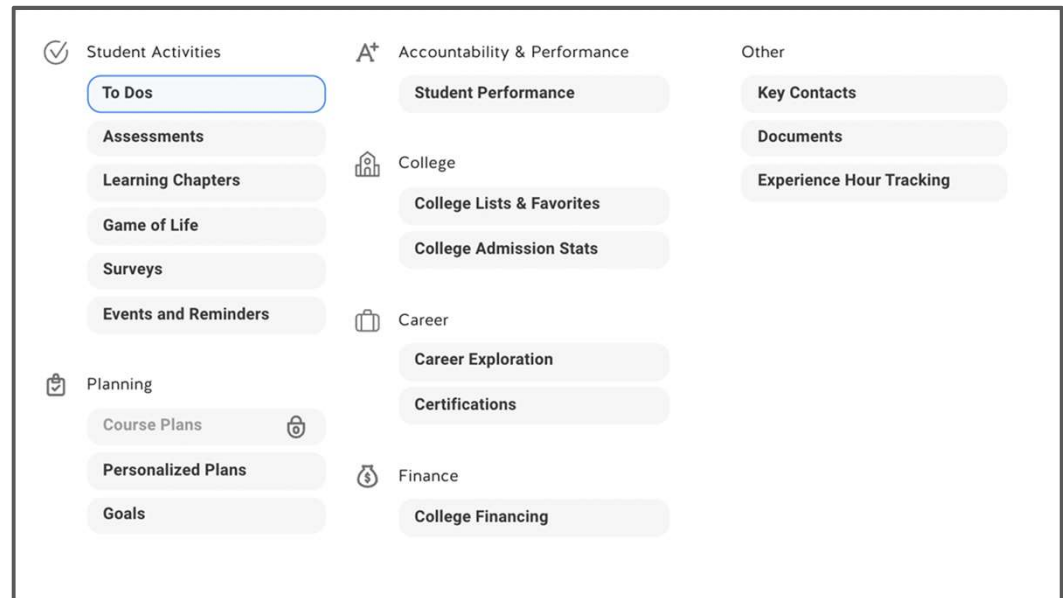 Student Activities
To Dos
Assessments
Learning Chapters
Game of Life
Surveys
Events and Reminders
Planning
Course Plans
Personalized Plans
Goals
A+ Accountability & Performance
Student Performance
College
College Lists & Favorites
College Admission Stats
Career
Career Exploration
Certifications
$ Finance
College Financing
Other
Key Contacts
Documents
Experience Hour Tracking